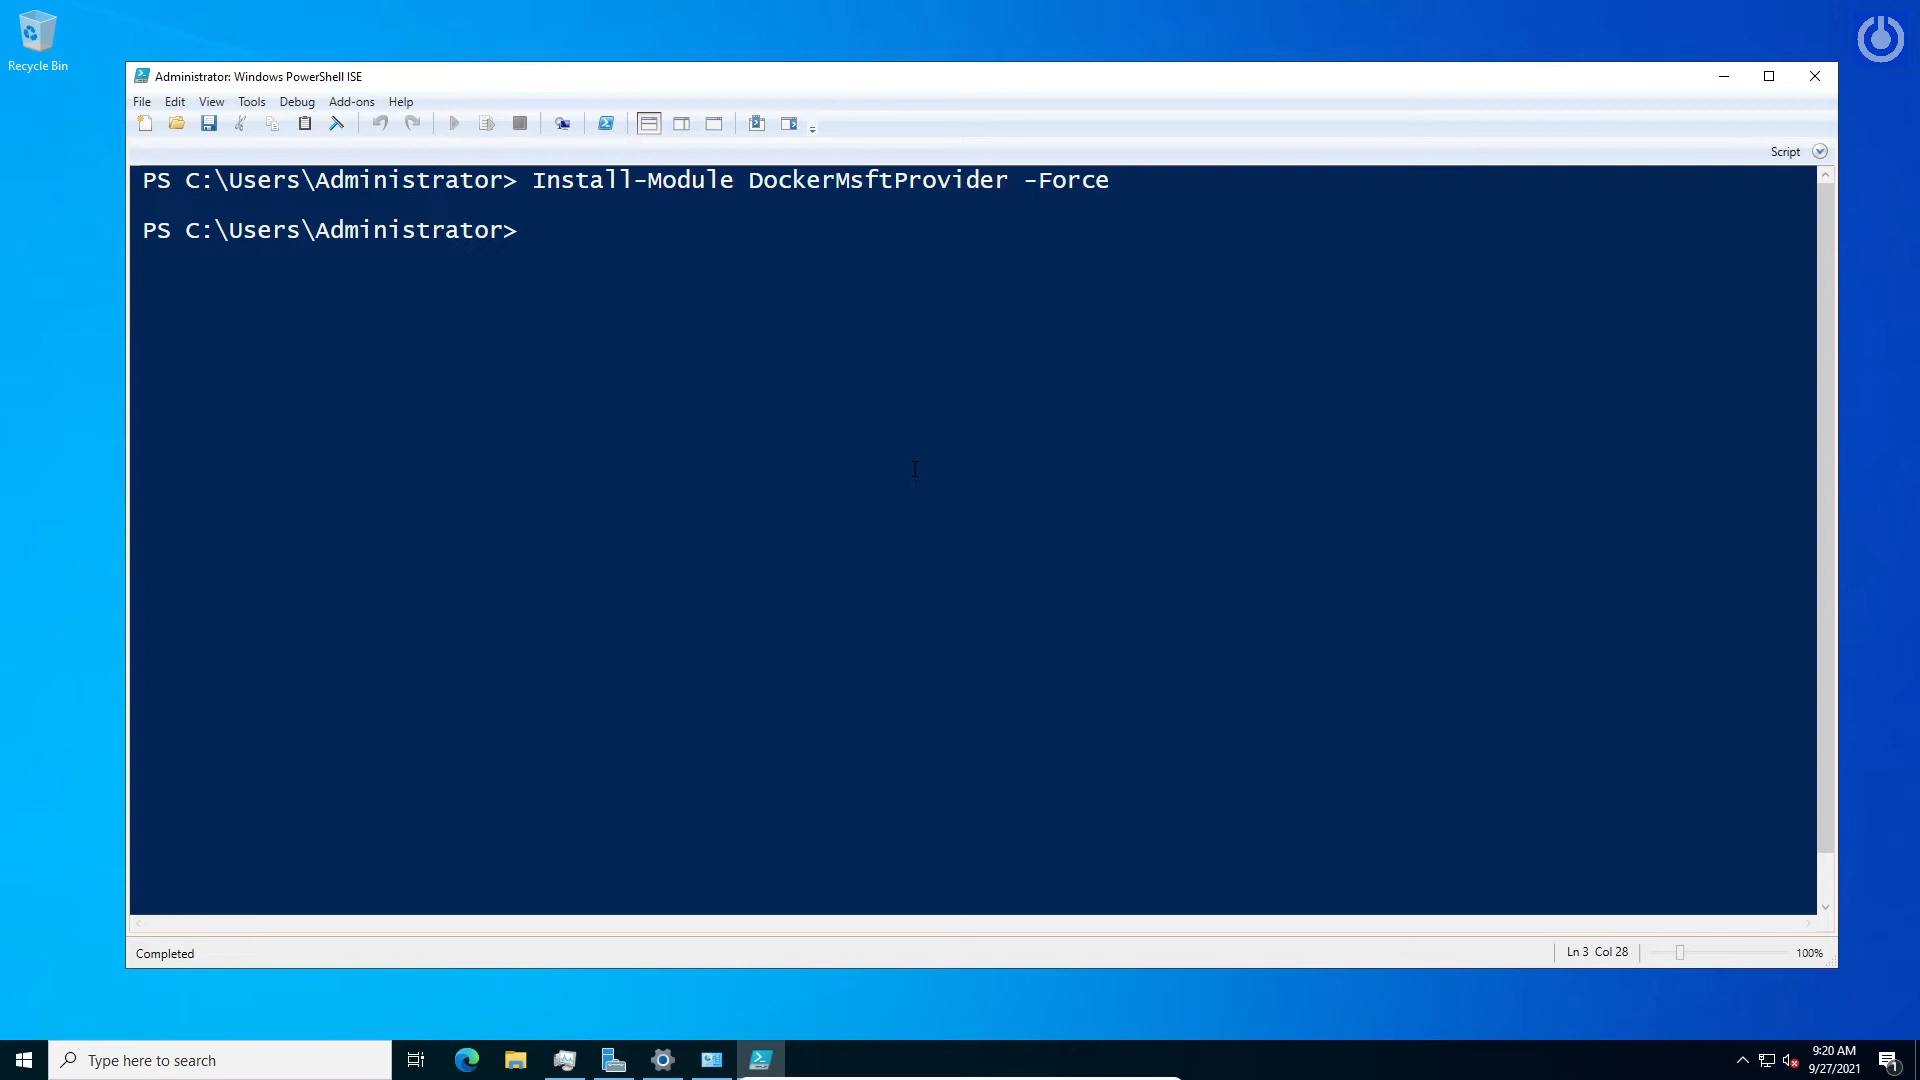 Recycle Bin
Administrator: Windows PowerShell ISE
File Edit View Tools Debug Add-ons Help
Script
PS C:\Users\Administrator> Install-Module DockerMsftProvider -Force
PS C:\Users\Administrator>
Completed
Ln 3 Col 28
100%
Type here to search
9:20 AM
9/27/2021
1